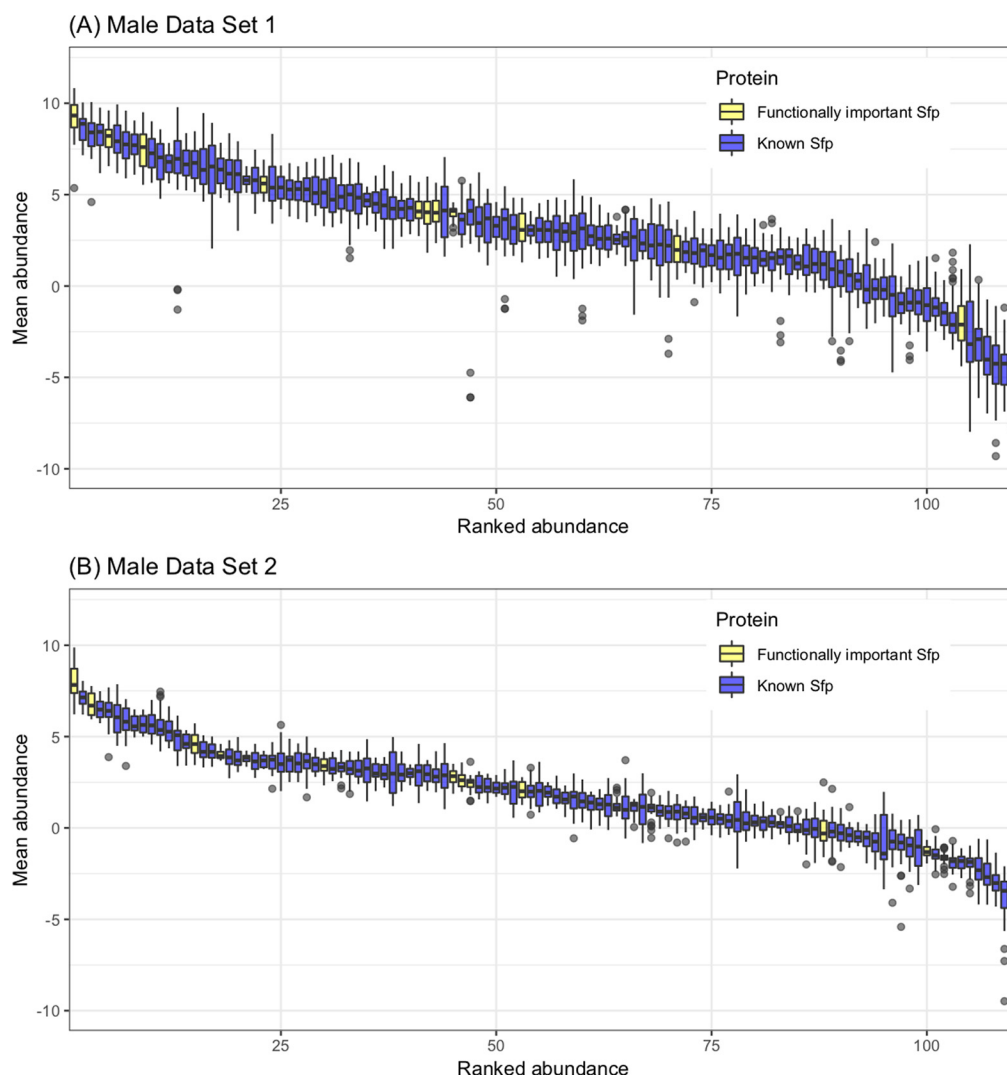 (A) Male Data Set 1
Mean abundance
10
5
0
-5
-10
Protein
Functionally important Sfp
Known Sfp
25
50
75
100
Ranked abundance
(B) Male Data Set 2
Mean abundance
10
5
0
-5
-10
Protein
Functionally important Sfp
Known Sfp
25
50
75
100
Ranked abundance